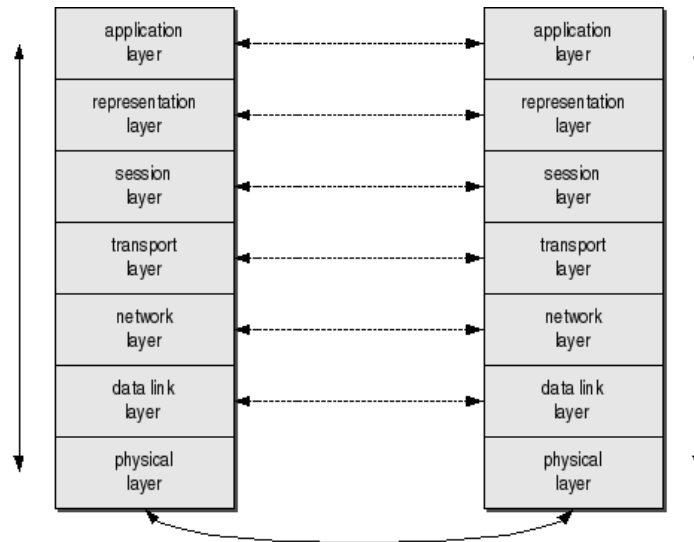 application
layer
representation
layer
session
layer
transport
layer
network
layer
data link
layer
physical
layer
application
layer
representation
layer
session
layer
transport
layer
network
layer
data link
layer
physical
layer